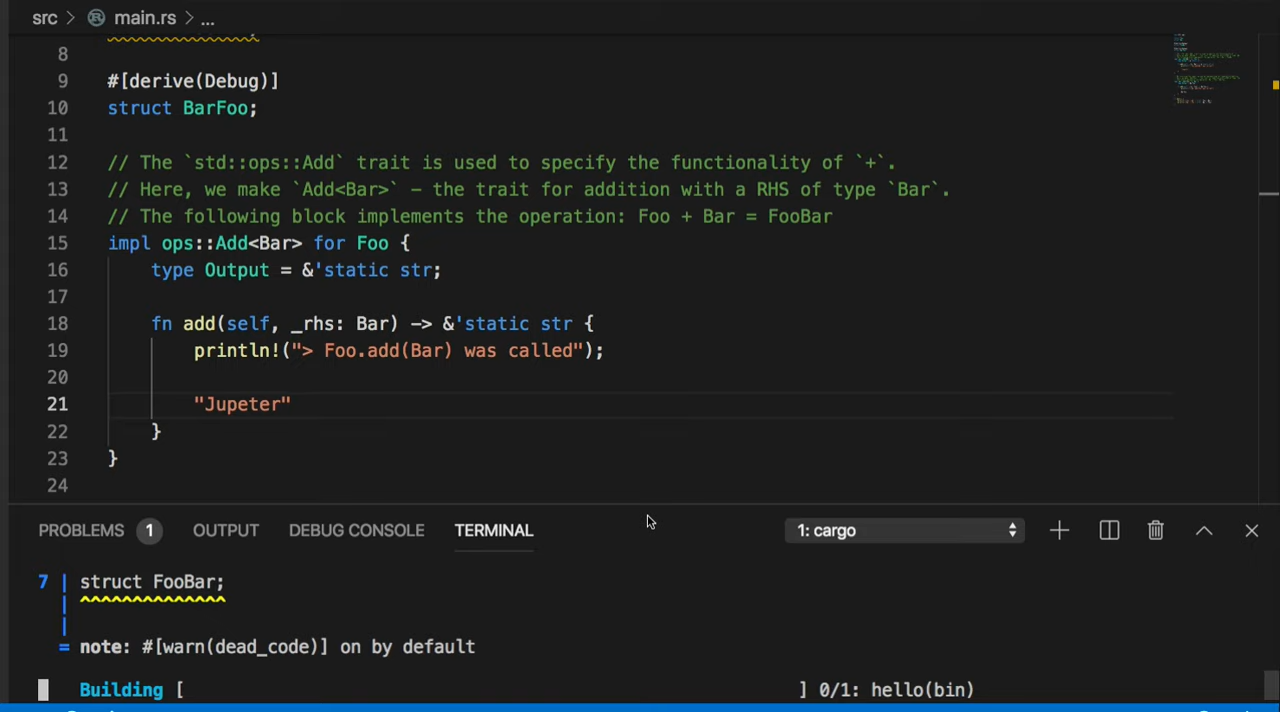 src > main.rs > ...
8
9 #[derive(Debug)]
10 struct BarFoo;
11
12 // The `std::ops::Add` trait is used to specify the functionality of `+`.
13 // Here, we make `Add<Bar>` - the trait for addition with a RHS of type `Bar`.
14 // The following block implements the operation: Foo + Bar = FooBar
15 impl ops::Add<Bar> for Foo {
16 type Output = &'static str;
17
18 fn add(self, _rhs: Bar) -> &'static str {
19 println!("> Foo.add(Bar) was called");
20
21 "Jupeter"
22 }
23 }
24
PROBLEMS 1 OUTPUT DEBUG CONSOLE TERMINAL 1: cargo
7 | struct FooBar;
|
|
= note: #[warn(dead_code)] on by default
Building [ ] 0/1: hello(bin)